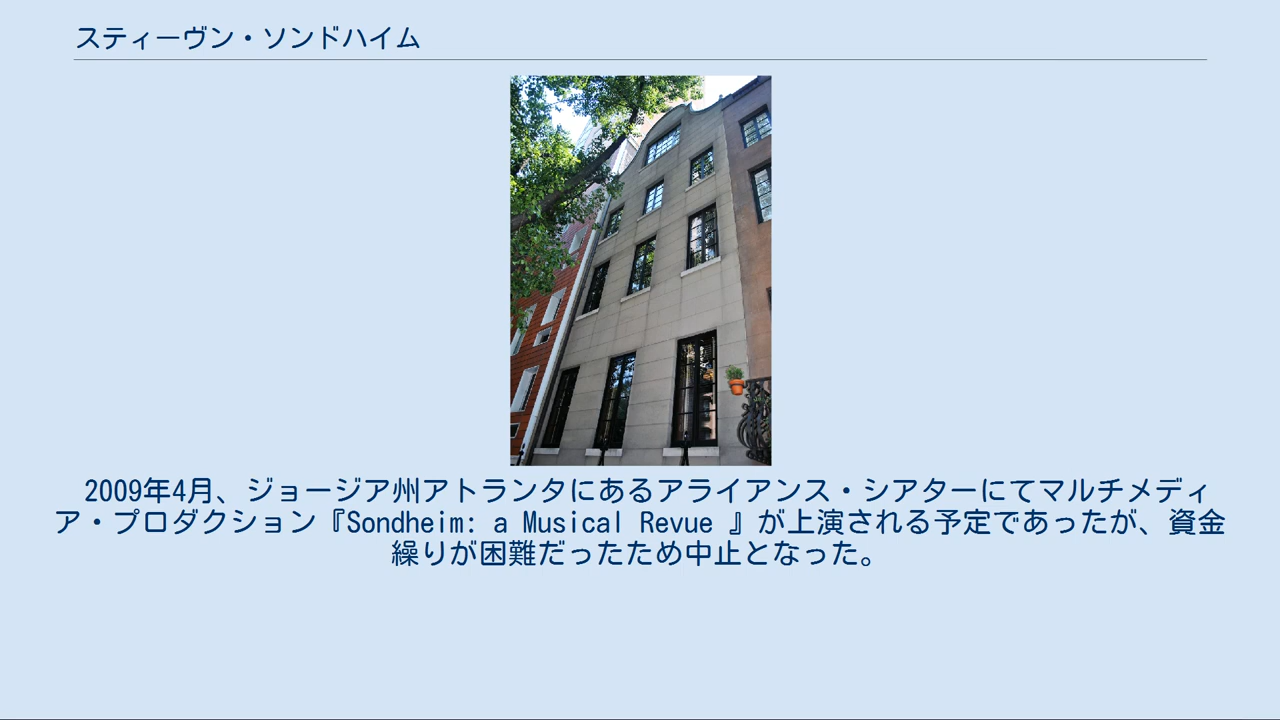 スティーヴン・ソンドハイム
2009年4月、ジョージア州アトランタにあるアライアンス・シアターにてマルチメディ
ア・プロダクション『Sondheim: a Musical Revue 』が上演される予定であったが、資金
繰りが困難だったため中止となった。